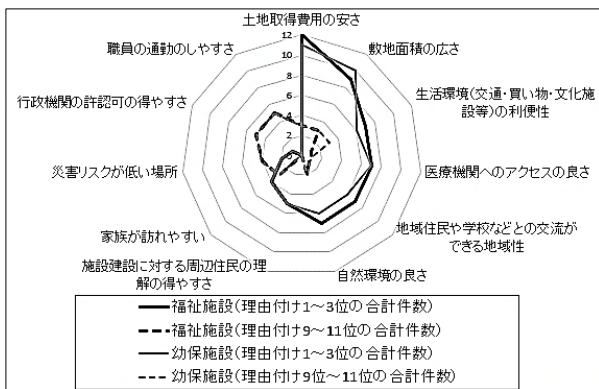 土地取得費用の安さ
12
10
8
6
4
2
0
敷地面積の広さ
生活環境(交通・買い物・文化施
設等)の利便性
医療機関へのアクセスの良さ
地域住民や学校などとの交流が
できる地域性
自然環境の良さ
施設建設に対する周辺住民の理
解の得やすさ
家族が訪れやすい
災害リスクが低い場所
行政機関の許認可の得やすさ
職員の通勤のしやすさ
福祉施設(理由付け1～3位の合計件数)
福祉施設(理由付け9～11位の合計件数)
幼保施設(理由付け1～3位の合計件数)
幼保施設(理由付け9位～11位の合計件数)